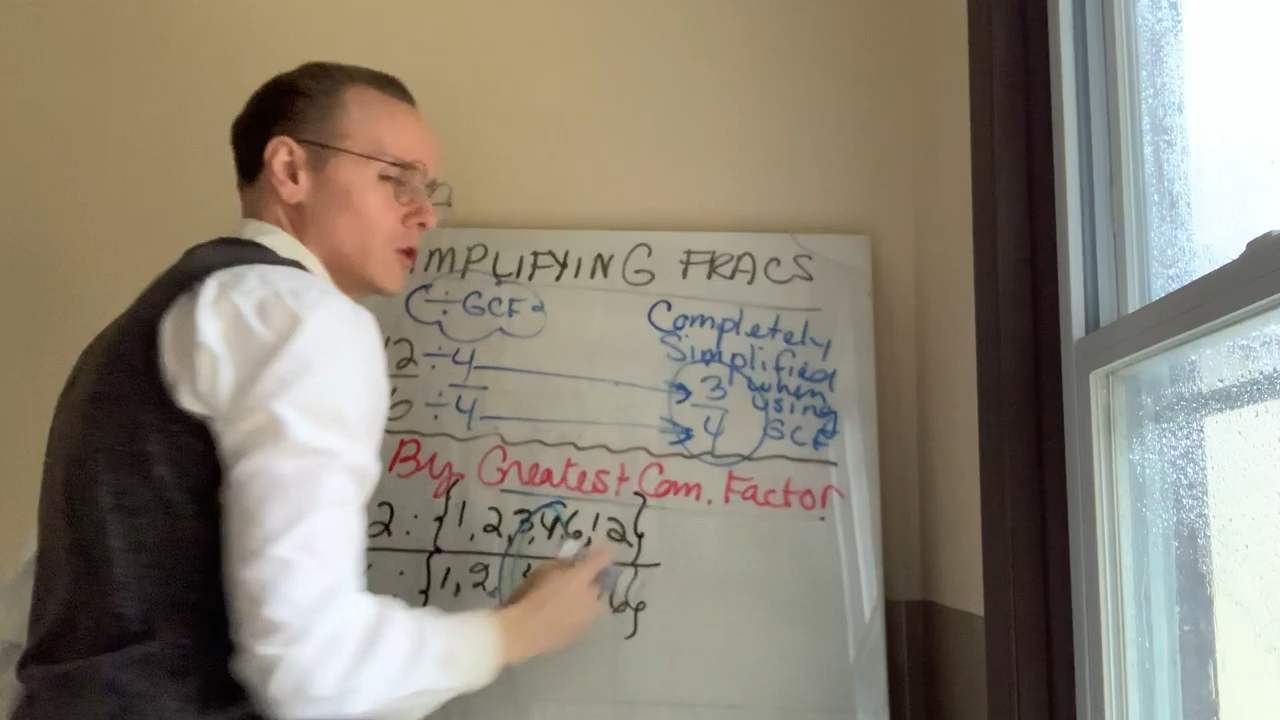 IMPLIFYING FRACS
÷GCF
Completely
Simplified
when
using
GCF
12 ÷ 4
6 ÷ 4
3
4
By Greatest Com. Factor
2 : {1, 2, 3, 4, 6, 12}
: {1, 2,